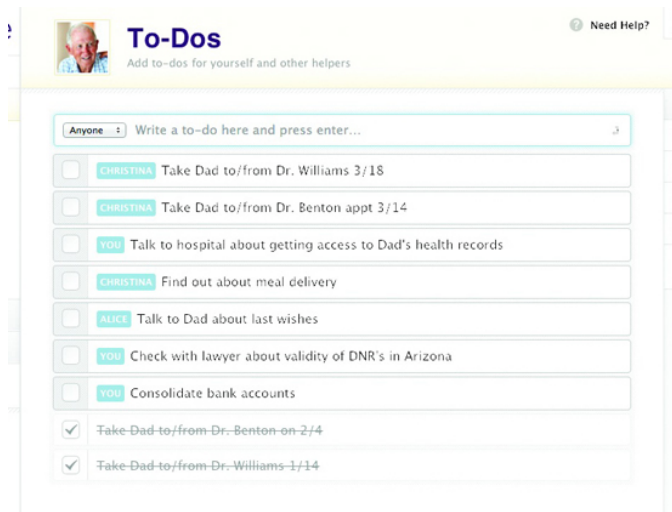 e
To-Dos
Need Help?
Add to-dos for yourself and other helpers
Anyone Write a to-do here and press enter...
CHRISTINA Take Dad to/from Dr. Williams 3/18
CHRISTINA Take Dad to/from Dr. Benton appt 3/14
YOU Talk to hospital about getting access to Dad's health records
CHRISTINA Find out about meal delivery
ALICE Talk to Dad about last wishes
YOU Check with lawyer about validity of DNR's in Arizona
YOU Consolidate bank accounts
Take Dad to/from Dr. Benton on 2/4
Take Dad to/from Dr. Williams 1/14